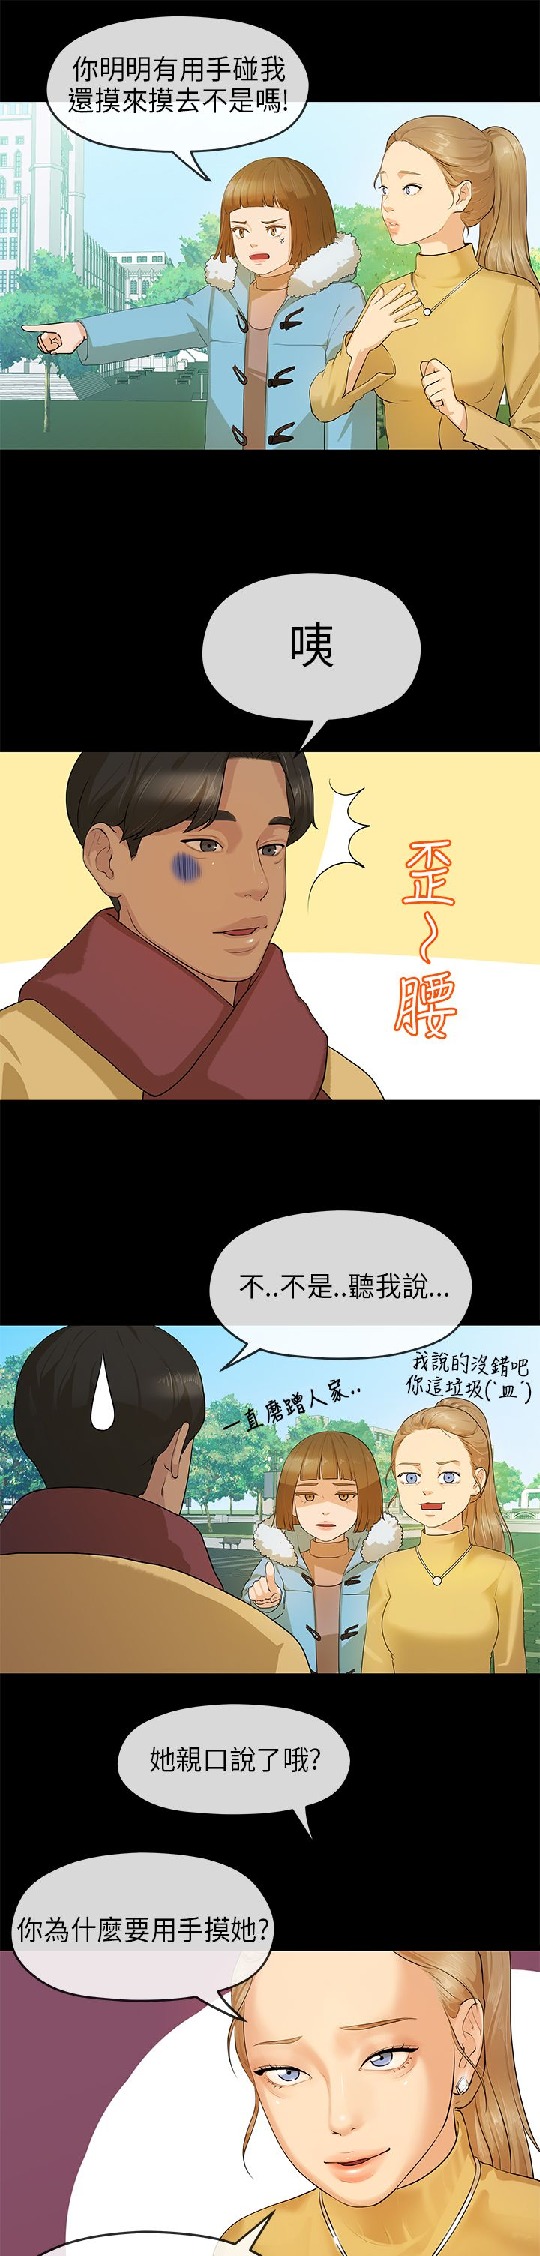 你明明有用手碰我
還摸來摸去不是嗎!
咦
歪~腰
不..不是..聽我說...
我說的沒錯吧
你這垃圾(`皿´)
一直磨蹭人家..
她親口說了哦?
你為什麼要用手摸她?